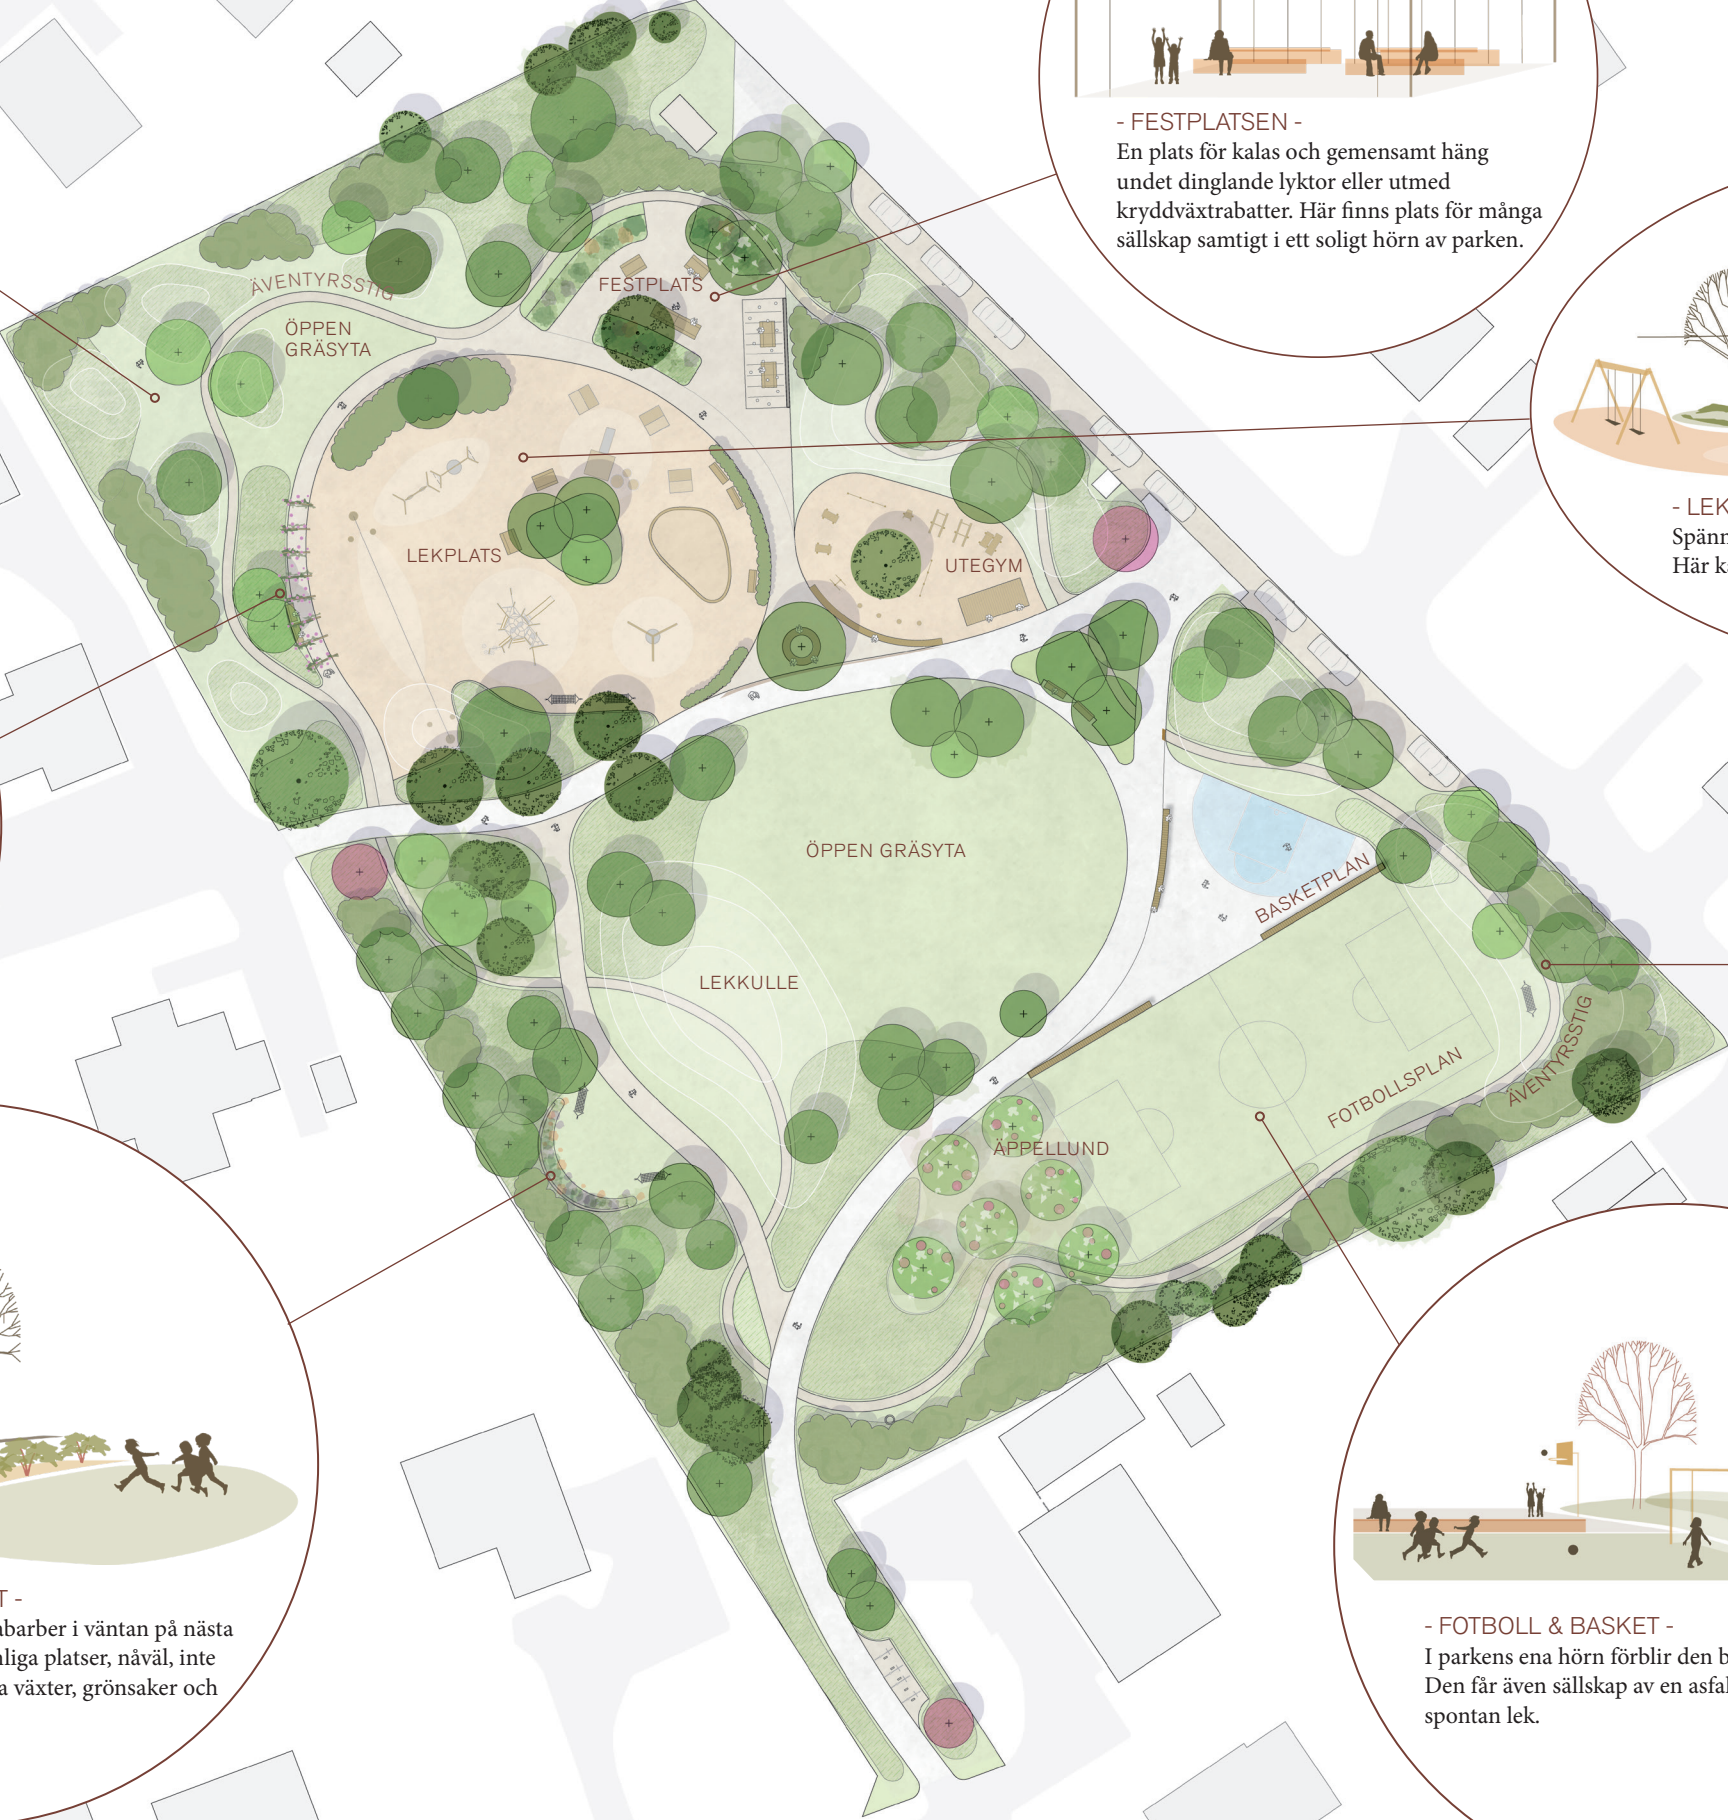 - FESTPLATSEN -
En plats för kalas och gemensamt häng
undet dinglande lyktor eller utmed
kryddväxtrabatter. Här finns plats för många
sällskap samtigt i ett soligt hörn av parken.
ÄVENTYRSSTIG
FESTPLATS
ÖPPEN
GRÄSYTA
- LEK
Spänn
Här k
LEKPLATS
UTEGYM
ÖPPEN GRÄSYTA
BASKETPLAN
LEKKULLE
ÄVENTYRSSTIG
FOTBOLLSPLAN
ÄPPELLUND
T -
abarber i väntan på nästa
nliga platser, nåväl, inte
a växter, grönsaker och
- FOTBOLL & BASKET -
I parkens ena hörn förblir den b
Den får även sällskap av en asfal
spontan lek.